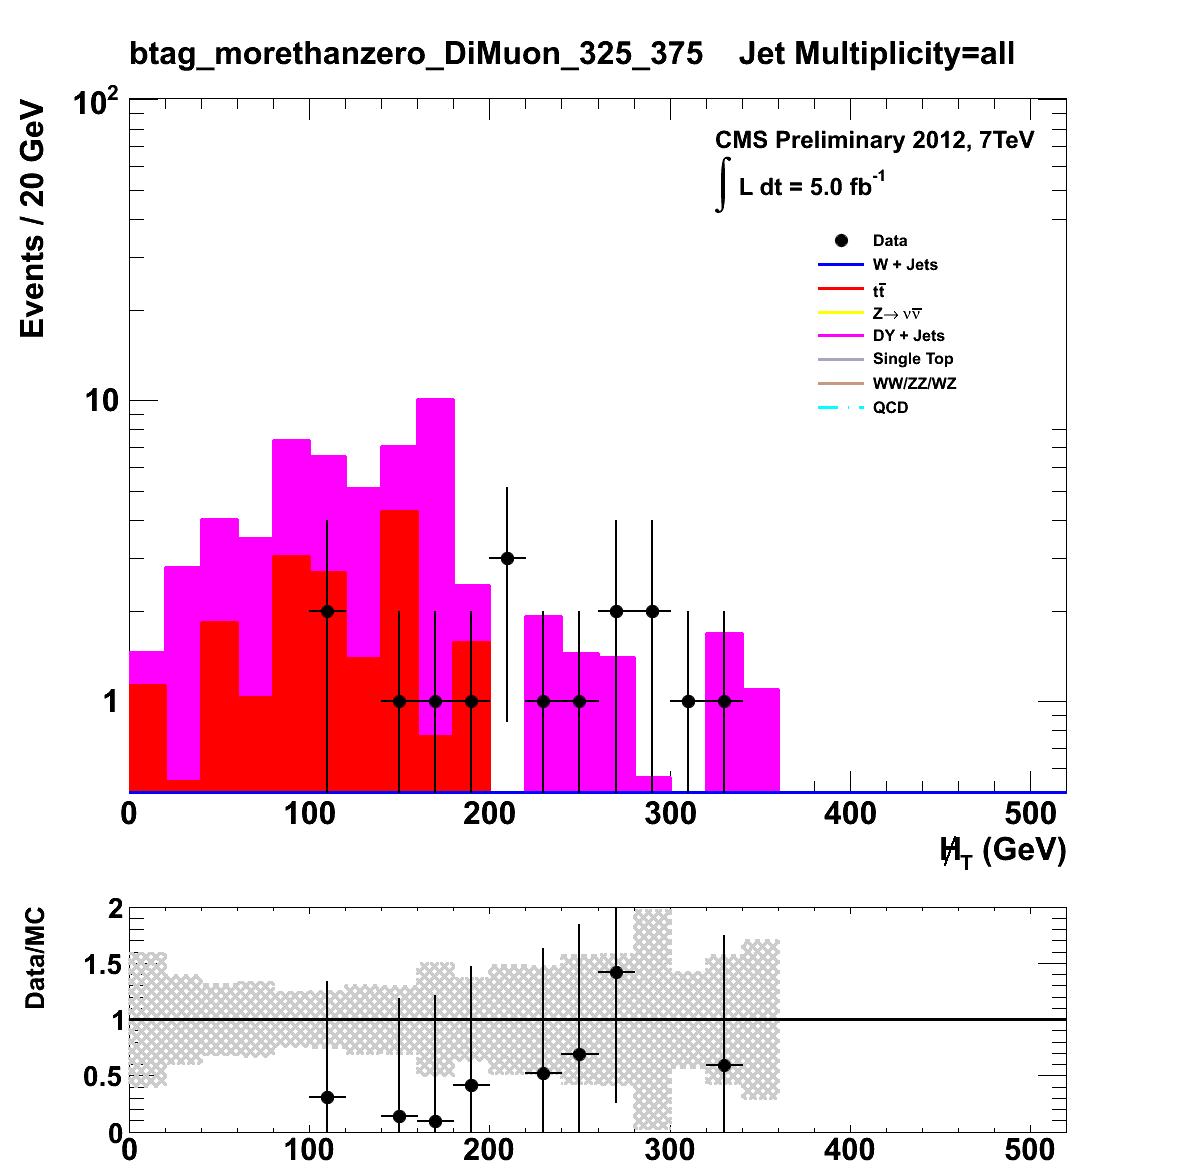 btag_morethanzero_DiMuon_325_375 Jet Multiplicity=all
Events / 20 GeV
10²
10
1
CMS Preliminary 2012, 7TeV
∫ L dt = 5.0 fb⁻¹
Data
W + Jets
tt̅
Z→ νν̅
DY + Jets
Single Top
WW/ZZ/WZ
QCD
0 100 200 300 400 500
H̸_T (GeV)
Data/MC
2
1.5
1
0.5
0
0 100 200 300 400 500